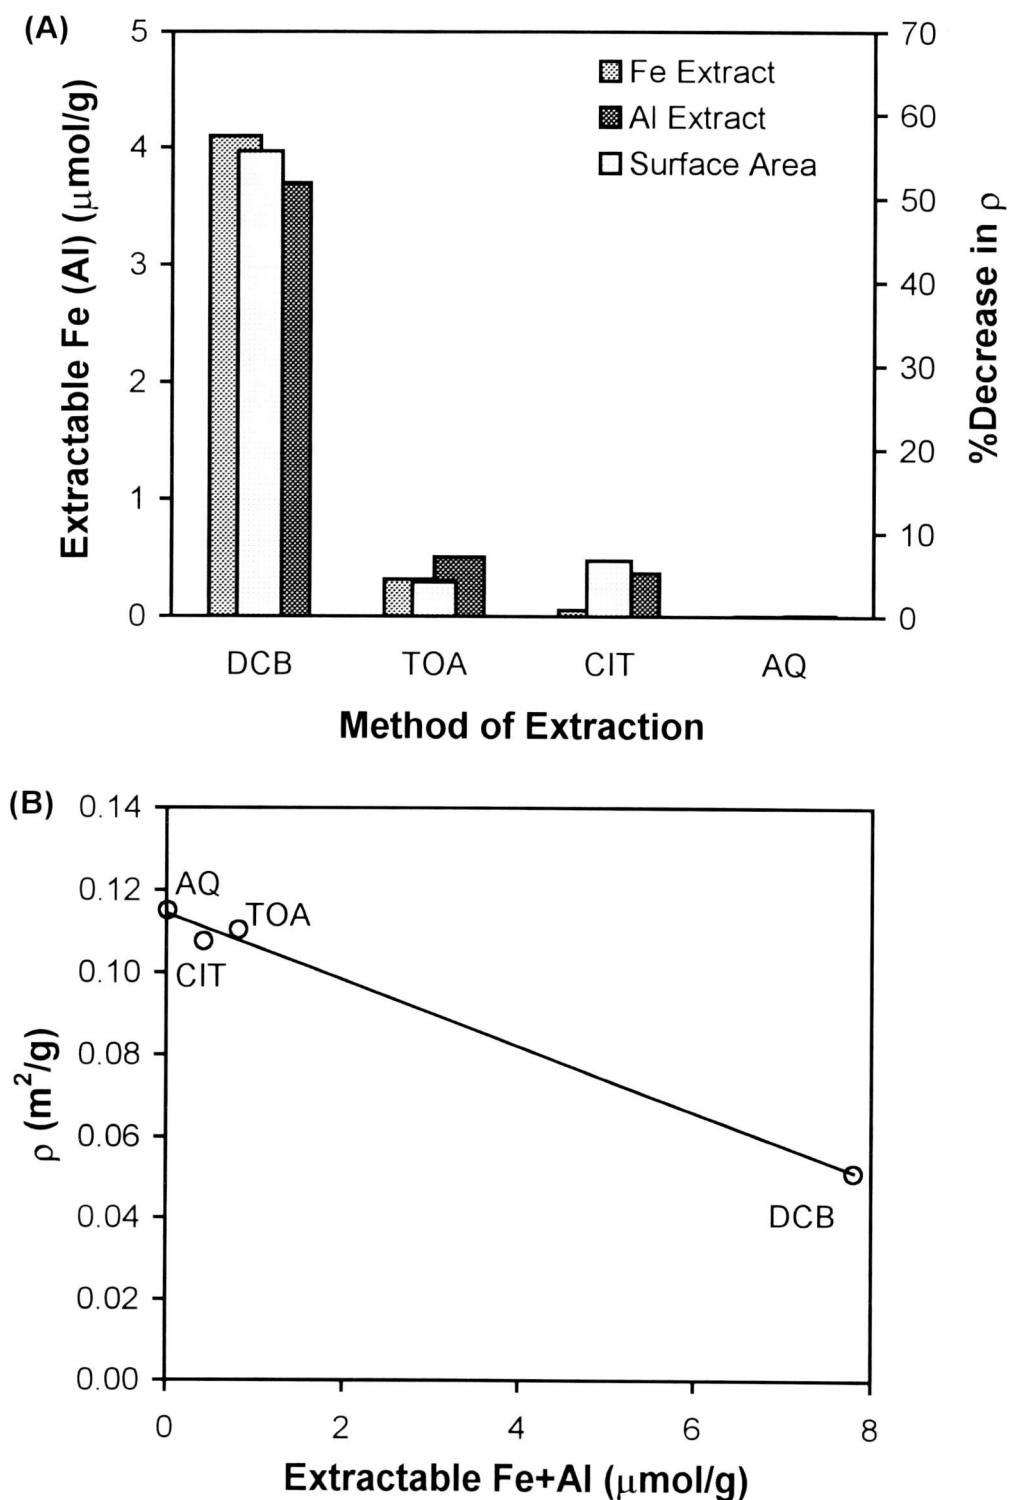 (A)
5
4
3
2
1
0
Extractable Fe (Al) (μmol/g)
Fe Extract
Al Extract
Surface Area
70
60
50
40
30
20
10
0
%Decrease in ρ
DCB TOA CIT AQ
Method of Extraction
(B)
0.14
0.12
0.10
0.08
0.06
0.04
0.02
0.00
ρ (m²/g)
AQ
TOA
CIT
DCB
0 2 4 6 8
Extractable Fe+Al (μmol/g)